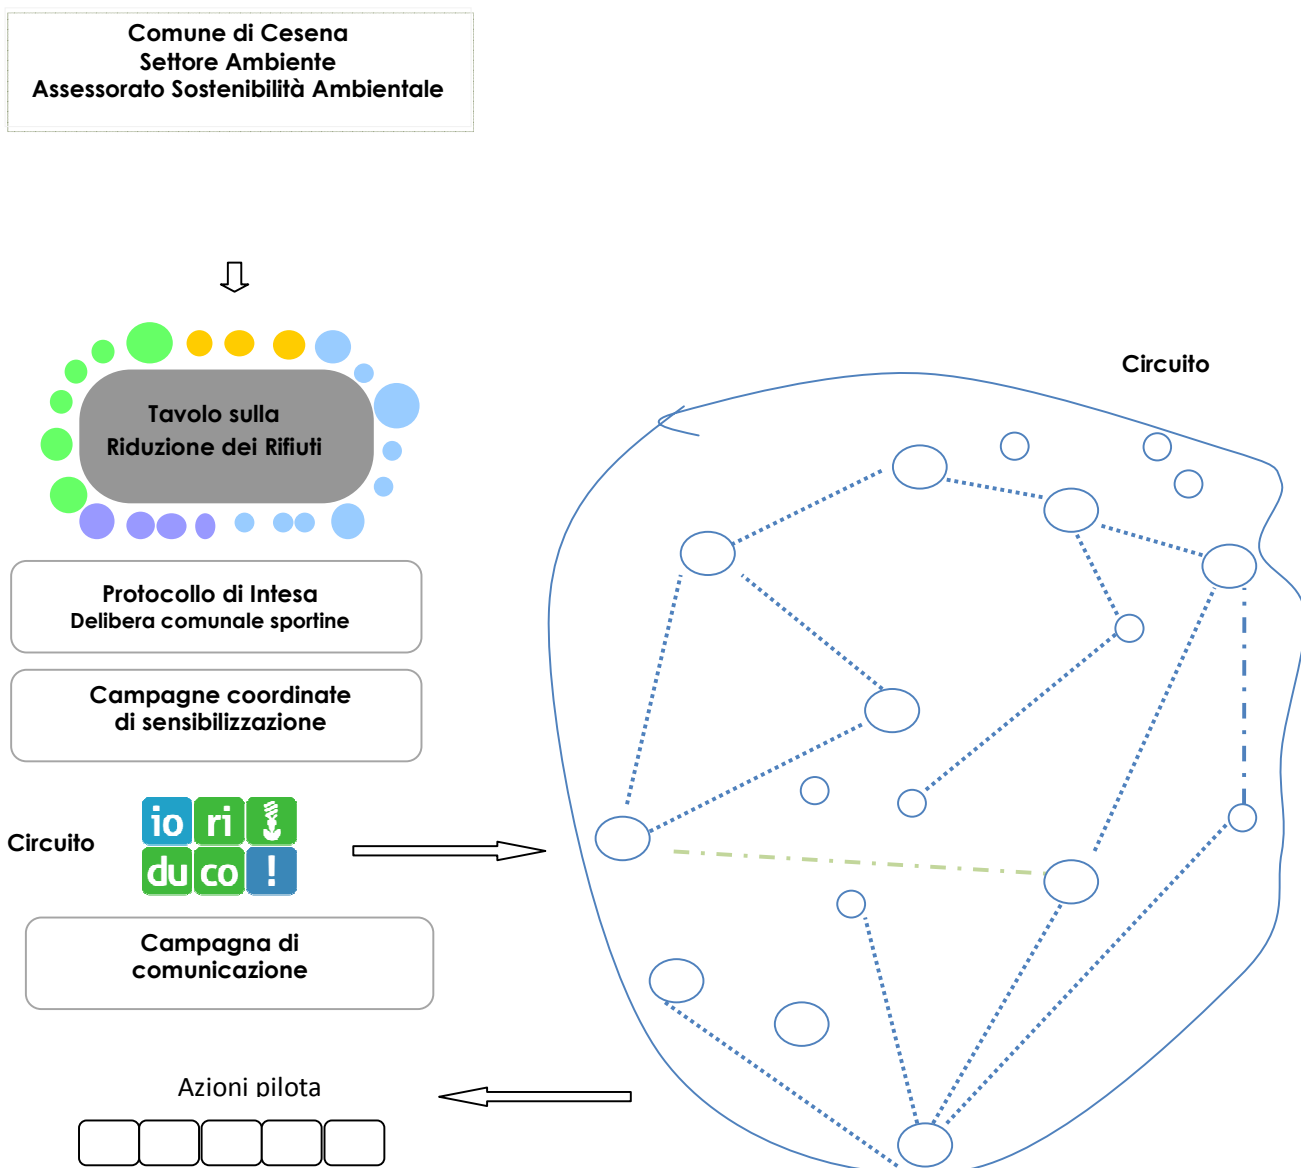 Comune di Cesena
Settore Ambiente
Assessorato Sostenibilità Ambientale
Tavolo sulla
Riduzione dei Rifiuti
Protocollo di Intesa
Delibera comunale sportine
Campagne coordinate
di sensibilizzazione
Circuito
io ri
du co !
Campagna di
comunicazione
Azioni pilota
Circuito